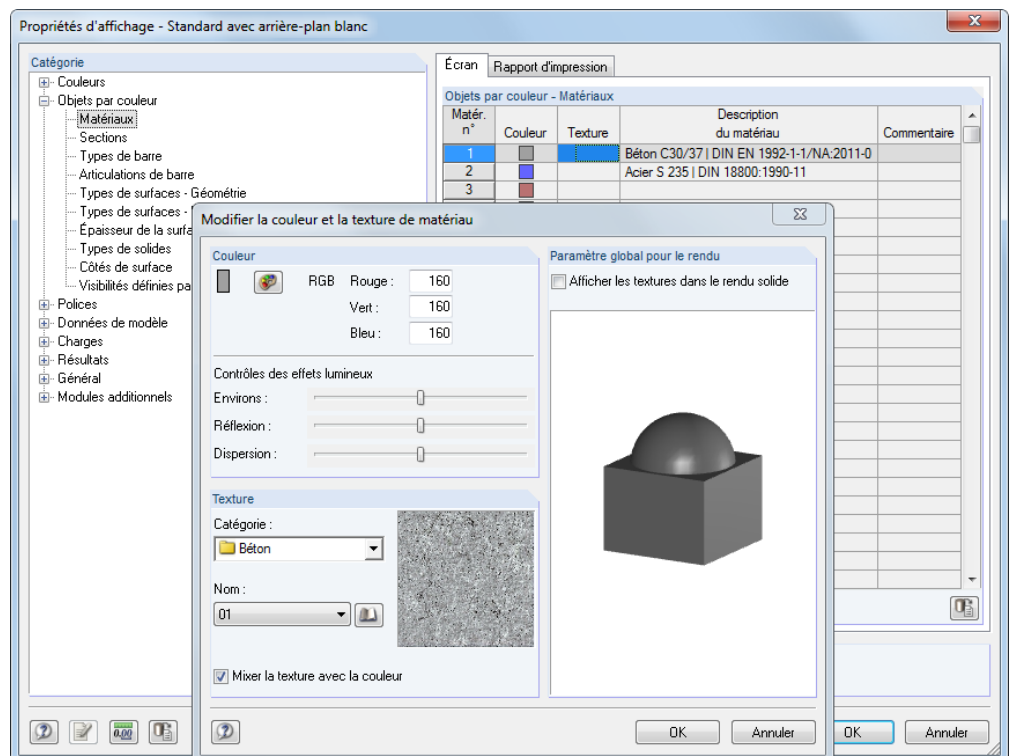 Propriétés d'affichage - Standard avec arrière-plan blanc
Catégorie
Couleurs
Objets par couleur
Matériaux
Sections
Types de barre
Articulations de barre
Types de surfaces - Géométrie
Types de surfaces -
Épaisseur de la surfa
Types de solides
Côtés de surface
Visibilités définies pa
Polices
Données de modèle
Charges
Résultats
Général
Modules additionnels
Écran
Rapport d'impression
Objets par couleur - Matériaux
Matér. n°
Couleur
Texture
Description du matériau
Commentaire
1
Béton C30/37 | DIN EN 1992-1-1/NA:2011-0
2
Acier S 235 | DIN 18800:1990-11
3
Modifier la couleur et la texture de matériau
Couleur
RGB
Rouge :
160
Vert :
160
Bleu :
160
Contrôles des effets lumineux
Environs :
Réflexion :
Dispersion :
Texture
Catégorie :
Béton
Nom :
01
Mixer la texture avec la couleur
Paramètre global pour le rendu
Afficher les textures dans le rendu solide
0.00
OK
Annuler
OK
Annuler